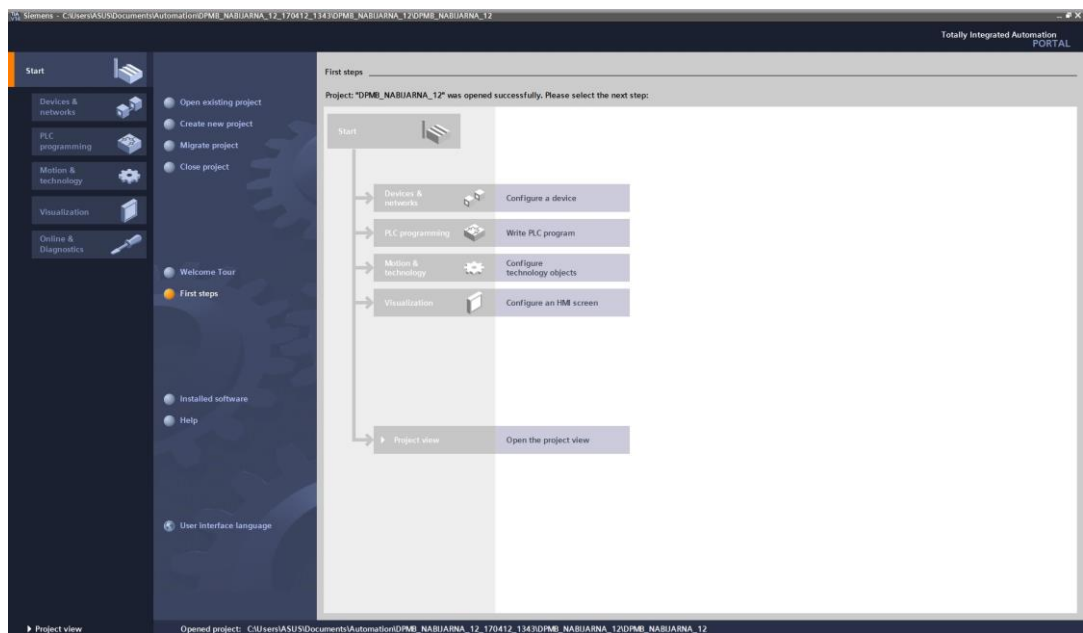 Siemens - C:\Users\ASUS\Documents\Automation\DPMB_NABIJARNA_12_170412_1343\DPMB_NABIJARNA_12\DPMB_NABIJARNA_12
Totally Integrated Automation
PORTAL
Start
Devices &
networks
PLC
programming
Motion &
technology
Visualization
Online &
Diagnostics
Open existing project
Create new project
Migrate project
Close project
Welcome Tour
First steps
Installed software
Help
User interface language
First steps
Project: "DPMB_NABIJARNA_12" was opened successfully. Please select the next step:
Start
Devices &
networks
Configure a device
PLC programming
Write PLC program
Motion &
technology
Configure
technology objects
Visualization
Configure an HMI screen
Project view
Open the project view
Project view
Opened project: C:\Users\ASUS\Documents\Automation\DPMB_NABIJARNA_12_170412_1343\DPMB_NABIJARNA_12\DPMB_NABIJARNA_12